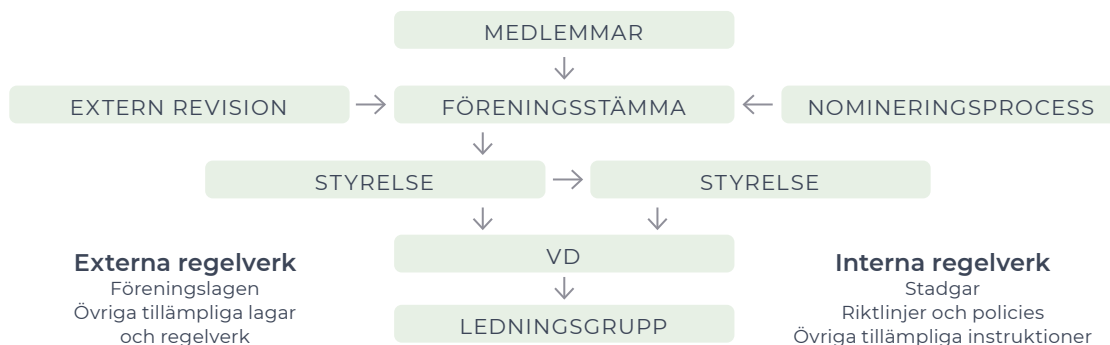 MEDLEMMAR
EXTERN REVISION
FÖRENINGSSTÄMMA
NOMINERINGSPROCESS
STYRELSE
STYRELSE
VD
LEDNINGSGRUPP
Externa regelverk
Föreningslagen
Övriga tillämpliga lagar
och regelverk
Interna regelverk
Stadgar
Riktlinjer och policies
Övriga tillämpliga instruktioner